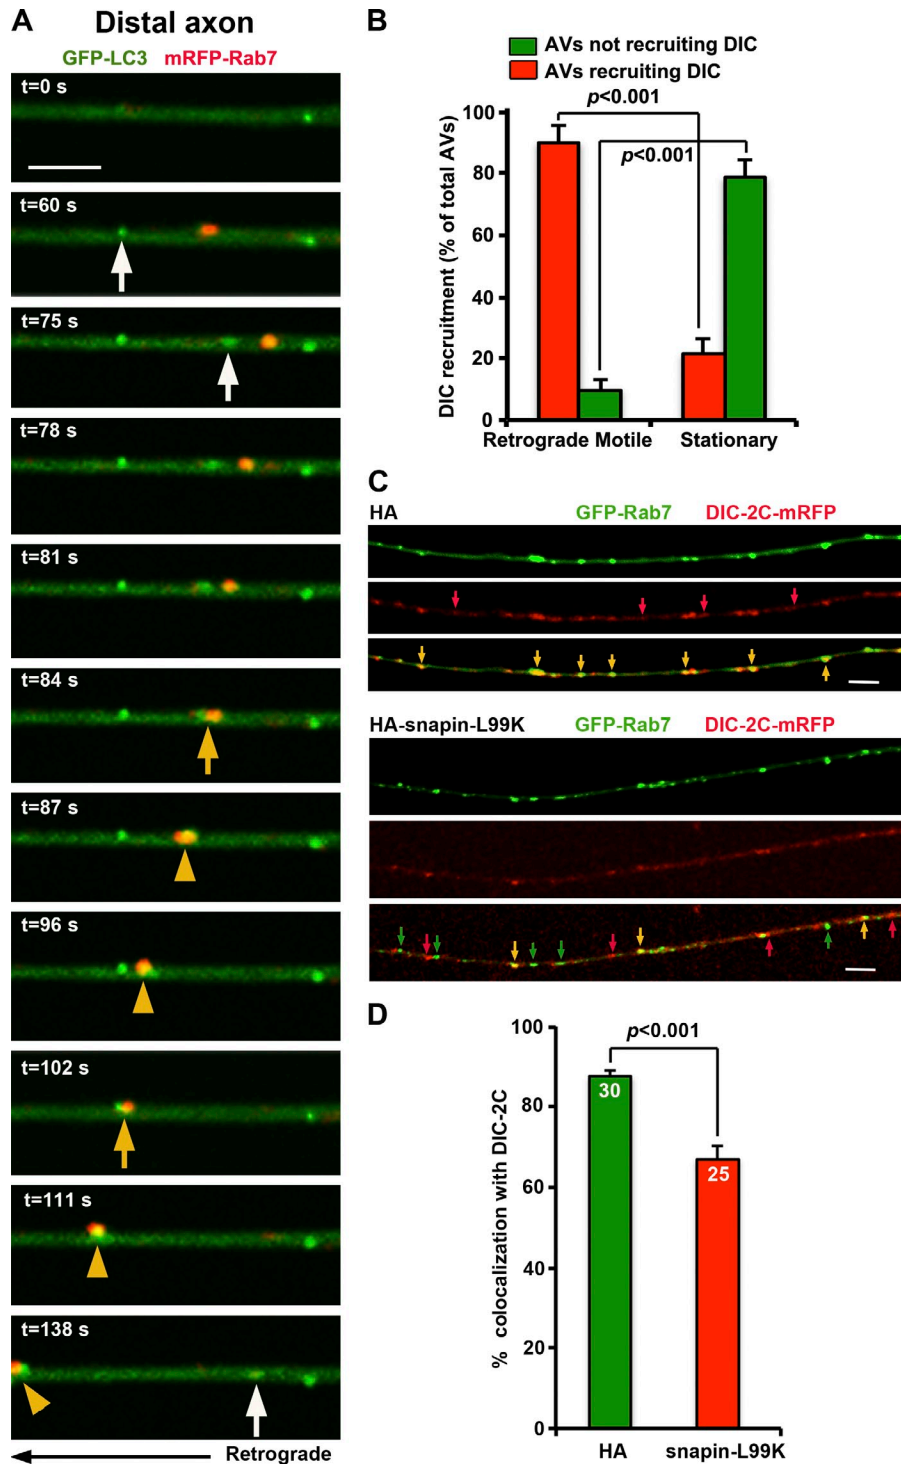 A
Distal axon
GFP-LC3 mRFP-Rab7
t=0 s
t=60 s
t=75 s
t=78 s
t=81 s
t=84 s
t=87 s
t=96 s
t=102 s
t=111 s
t=138 s
Retrograde
B
AVs not recruiting DIC
AVs recruiting DIC
DIC recruitment (% of total AVs)
100
80
60
40
20
0
p<0.001
p<0.001
Retrograde Motile Stationary
C
HA GFP-Rab7 DIC-2C-mRFP
HA-snapin-L99K GFP-Rab7 DIC-2C-mRFP
D
% colocalization with DIC-2C
100
80
60
40
20
0
p<0.001
30
25
HA snapin-L99K